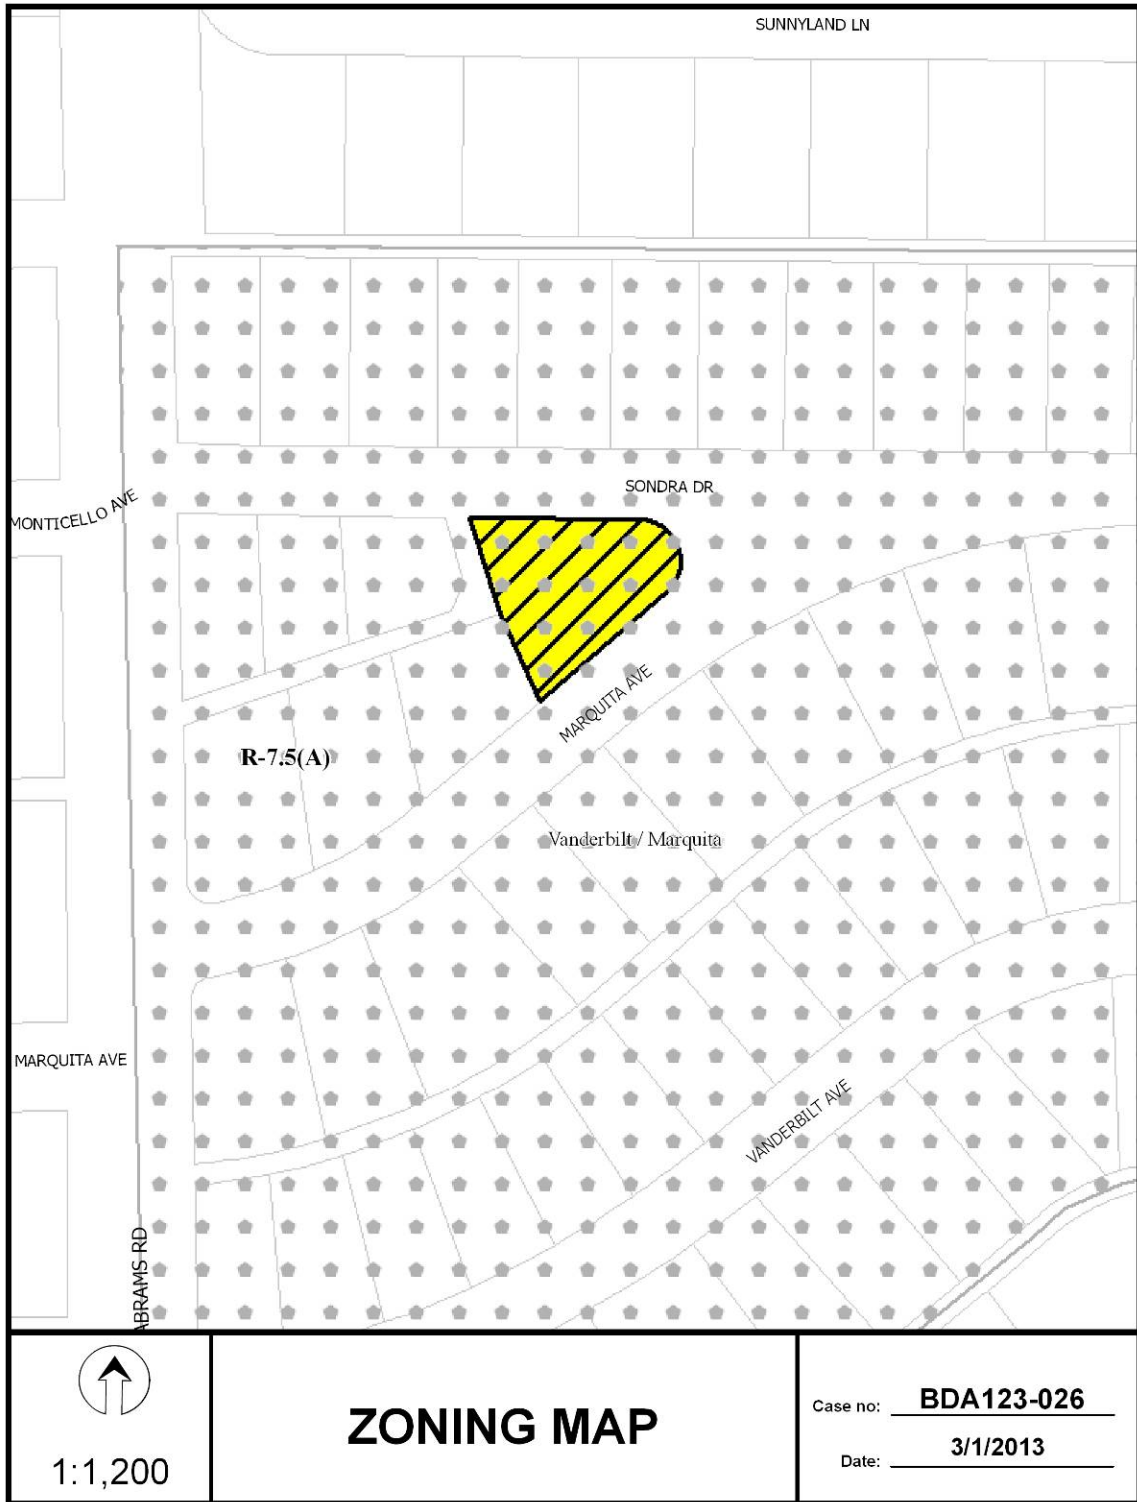 SUNNYLAND LN
MONTICELLO AVE
SONDRA DR
MARQUITA AVE
R-7.5(A)
Vanderbilt / Marquita
MARQUITA AVE
VANDERBILT AVE
ABRAMS RD
1:1,200
ZONING MAP
Case no: BDA123-026
Date: 3/1/2013